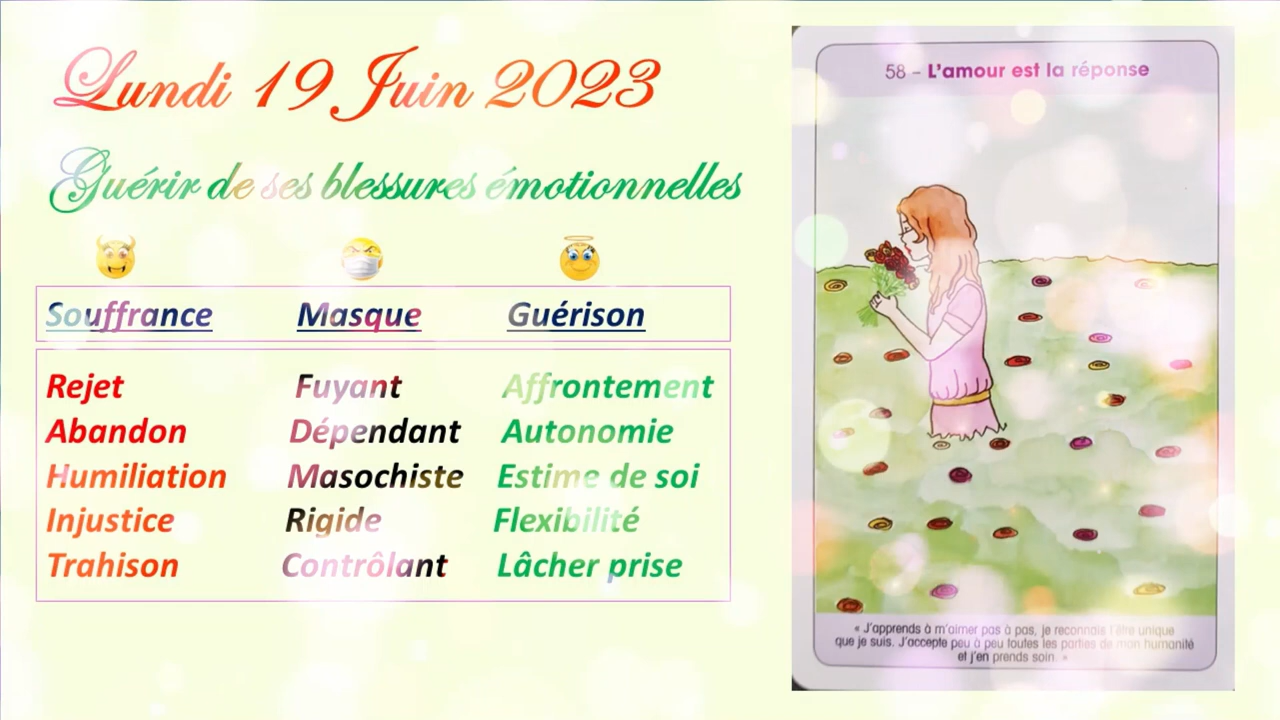 Lundi 19 Juin 2023
Guérir de ses blessures émotionnelles
Souffrance Masque Guérison
Rejet Fuyant Affrontement
Abandon Dépendant Autonomie
Humiliation Masochiste Estime de soi
Injustice Rigide Flexibilité
Trahison Contrôlant Lâcher prise
58 - L'amour est la réponse
« J'apprends à m'aimer pas à pas, je reconnais l'être unique
que je suis. J'accepte peu à peu toutes les parties de mon humanité
et j'en prends soin. »